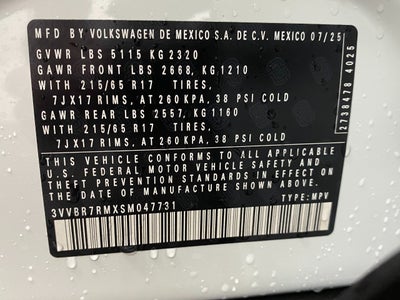 MFD BY VOLKSWAGEN DE MEXICO S.A. DE C.V. MEXICO 07/25
GVWR LBS 5115 KG 2320
GAWR FRONT LBS 2668, KG 1210
WITH 215/65 R17 TIRES,
7JX17 RIMS, AT 260 KPA, 38 PSI COLD
GAWR REAR LBS 2557, KG 1160
WITH 215/65 R17 TIRES,
7JX17 RIMS, AT 260 KPA, 38 PSI COLD
THIS VEHICLE CONFORMS TO ALL APPLICABLE
U.S. FEDERAL MOTOR VEHICLE SAFETY AND
THEFT PREVENTION STANDARDS IN EFFECT ON
THE DATE OF MANUFACTURE SHOWN ABOVE
3VVBR7RMXSM047731 TYPE: MPV
2738478 4025